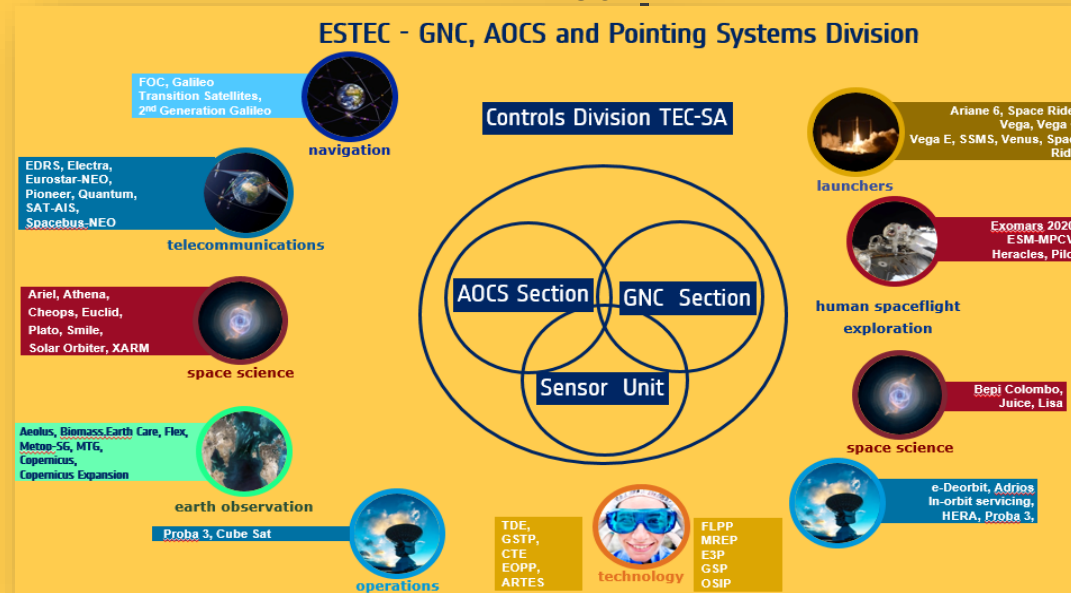 ESTEC - GNC, AOCS and Pointing Systems Division
FOC, Galileo
Transition Satellites,
2nd Generation Galileo
navigation
EDRS, Electra,
Eurostar-NEO,
Pioneer, Quantum,
SAT-AIS,
Spacebus-NEO
telecommunications
Ariel, Athena,
Cheops, Euclid,
Plato, Smile,
Solar Orbiter, XARM
space science
Aeolus, Biomass,Earth Care, Flex,
Metop-SG, MTG,
Copernicus,
Copernicus Expansion
earth observation
Proba 3, Cube Sat
operations
Controls Division TEC-SA
AOCS Section
GNC Section
Sensor Unit
TDE,
GSTP,
CTE
EOPP,
ARTES
technology
FLPP
MREP
E3P
GSP
OSIP
Ariane 6, Space Ride
Vega, Vega
Vega E, SSMS, Venus, Spac
Rid
launchers
Exomars 2020
ESM-MPCV
Heracles, Pilo
human spaceflight
exploration
Bepi Colombo,
Juice, Lisa
space science
e-Deorbit, Adrios
In-orbit servicing,
HERA, Proba 3,